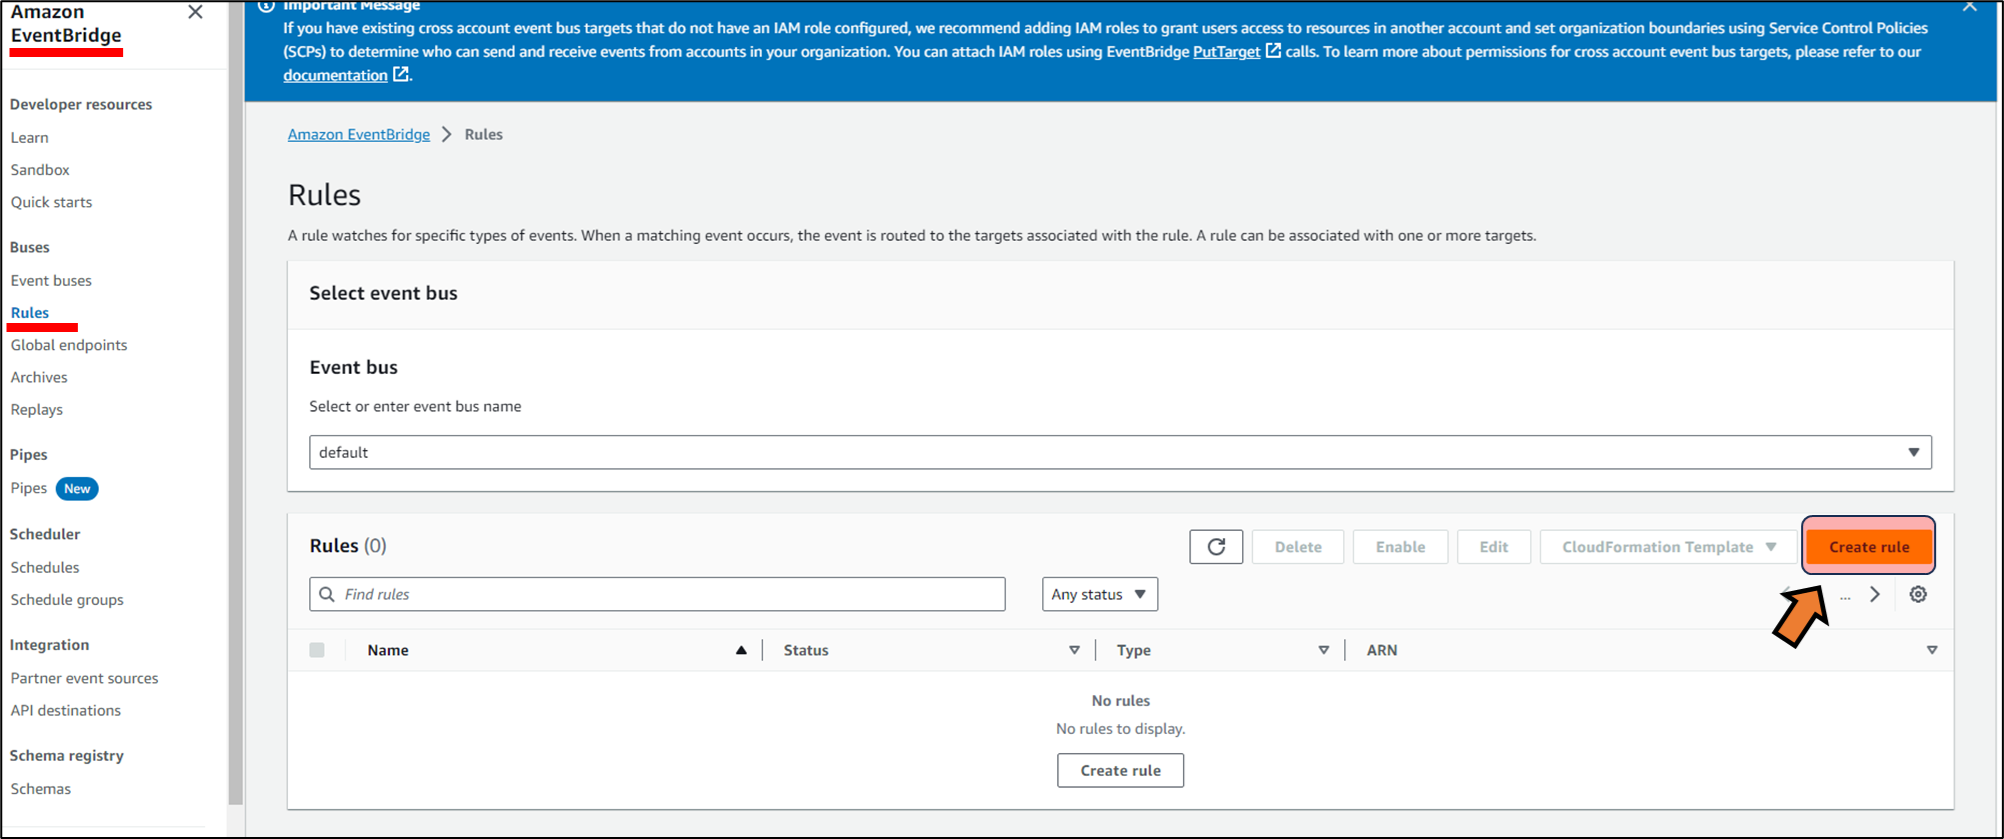 Amazon
EventBridge
Developer resources
Learn
Sandbox
Quick starts
Buses
Event buses
Rules
Global endpoints
Archives
Replays
Pipes
Pipes New
Scheduler
Schedules
Schedule groups
Integration
Partner event sources
API destinations
Schema registry
Schemas
Important Message
If you have existing cross account event bus targets that do not have an IAM role configured, we recommend adding IAM roles to grant users access to resources in another account and set organization boundaries using Service Control Policies
(SCPs) to determine who can send and receive events from accounts in your organization. You can attach IAM roles using EventBridge PutTarget calls. To learn more about permissions for cross account event bus targets, please refer to our
documentation.
Amazon EventBridge > Rules
Rules
A rule watches for specific types of events. When a matching event occurs, the event is routed to the targets associated with the rule. A rule can be associated with one or more targets.
Select event bus
Event bus
Select or enter event bus name
default
Rules (0) Delete Enable Edit CloudFormation Template Create rule
Find rules Any status ...
Name Status Type ARN
No rules
No rules to display.
Create rule